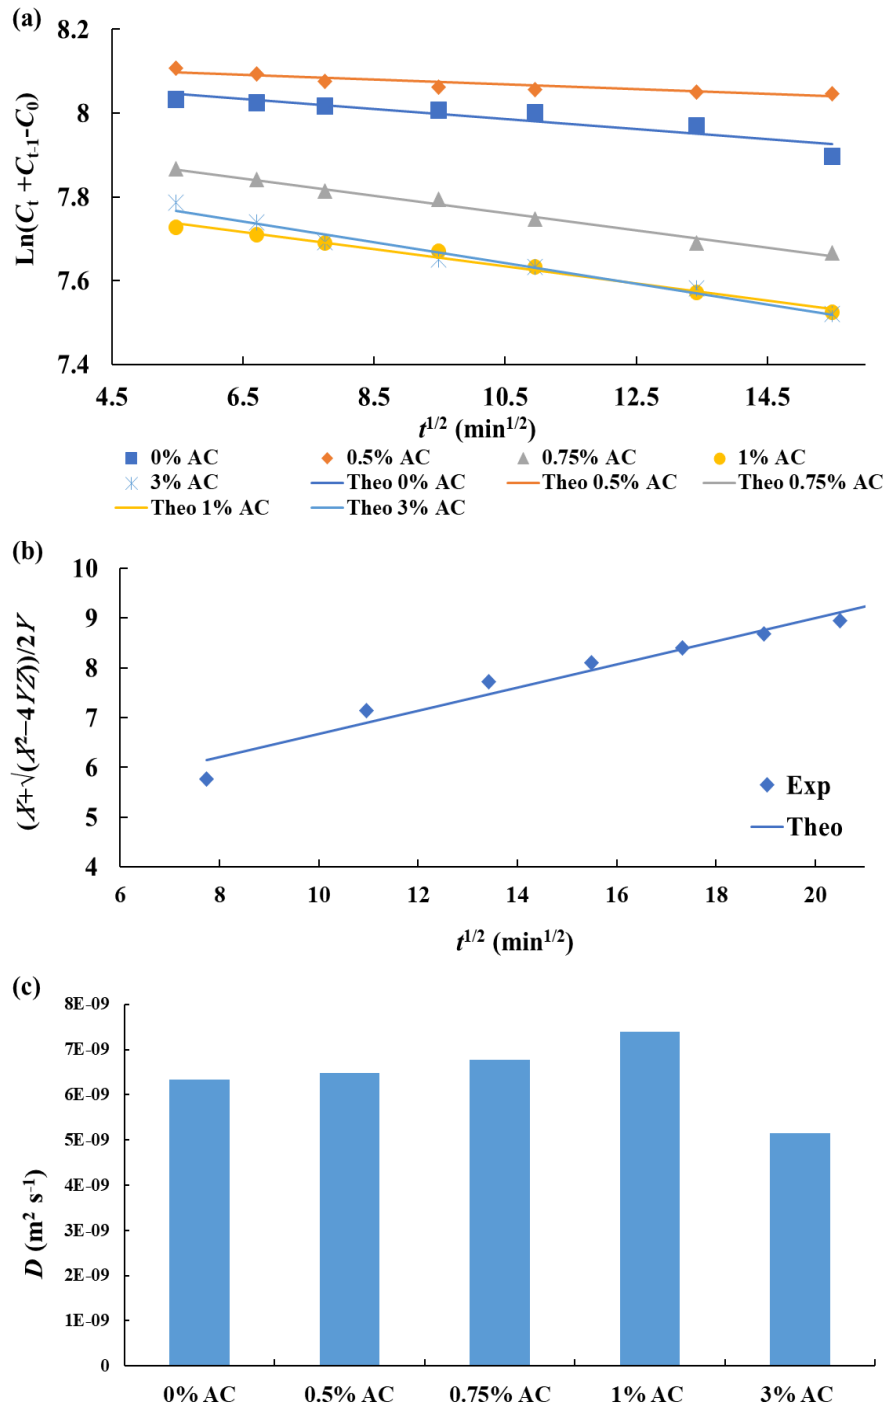 (a)
8.2
8
7.8
7.6
7.4
Ln(Ct +Ct-1-C0)
4.5 6.5 8.5 10.5 12.5 14.5
t1/2 (min1/2)
0% AC 0.5% AC 0.75% AC 1% AC
3% AC Theo 0% AC Theo 0.5% AC Theo 0.75% AC
Theo 1% AC Theo 3% AC
(b)
10
9
8
7
6
5
4
(X+√(X2−4YZ))/2Y
Exp
Theo
6 8 10 12 14 16 18 20
t1/2 (min1/2)
(c)
8E-09
7E-09
6E-09
5E-09
4E-09
3E-09
2E-09
1E-09
0
D (m2 s-1)
0% AC 0.5% AC 0.75% AC 1% AC 3% AC